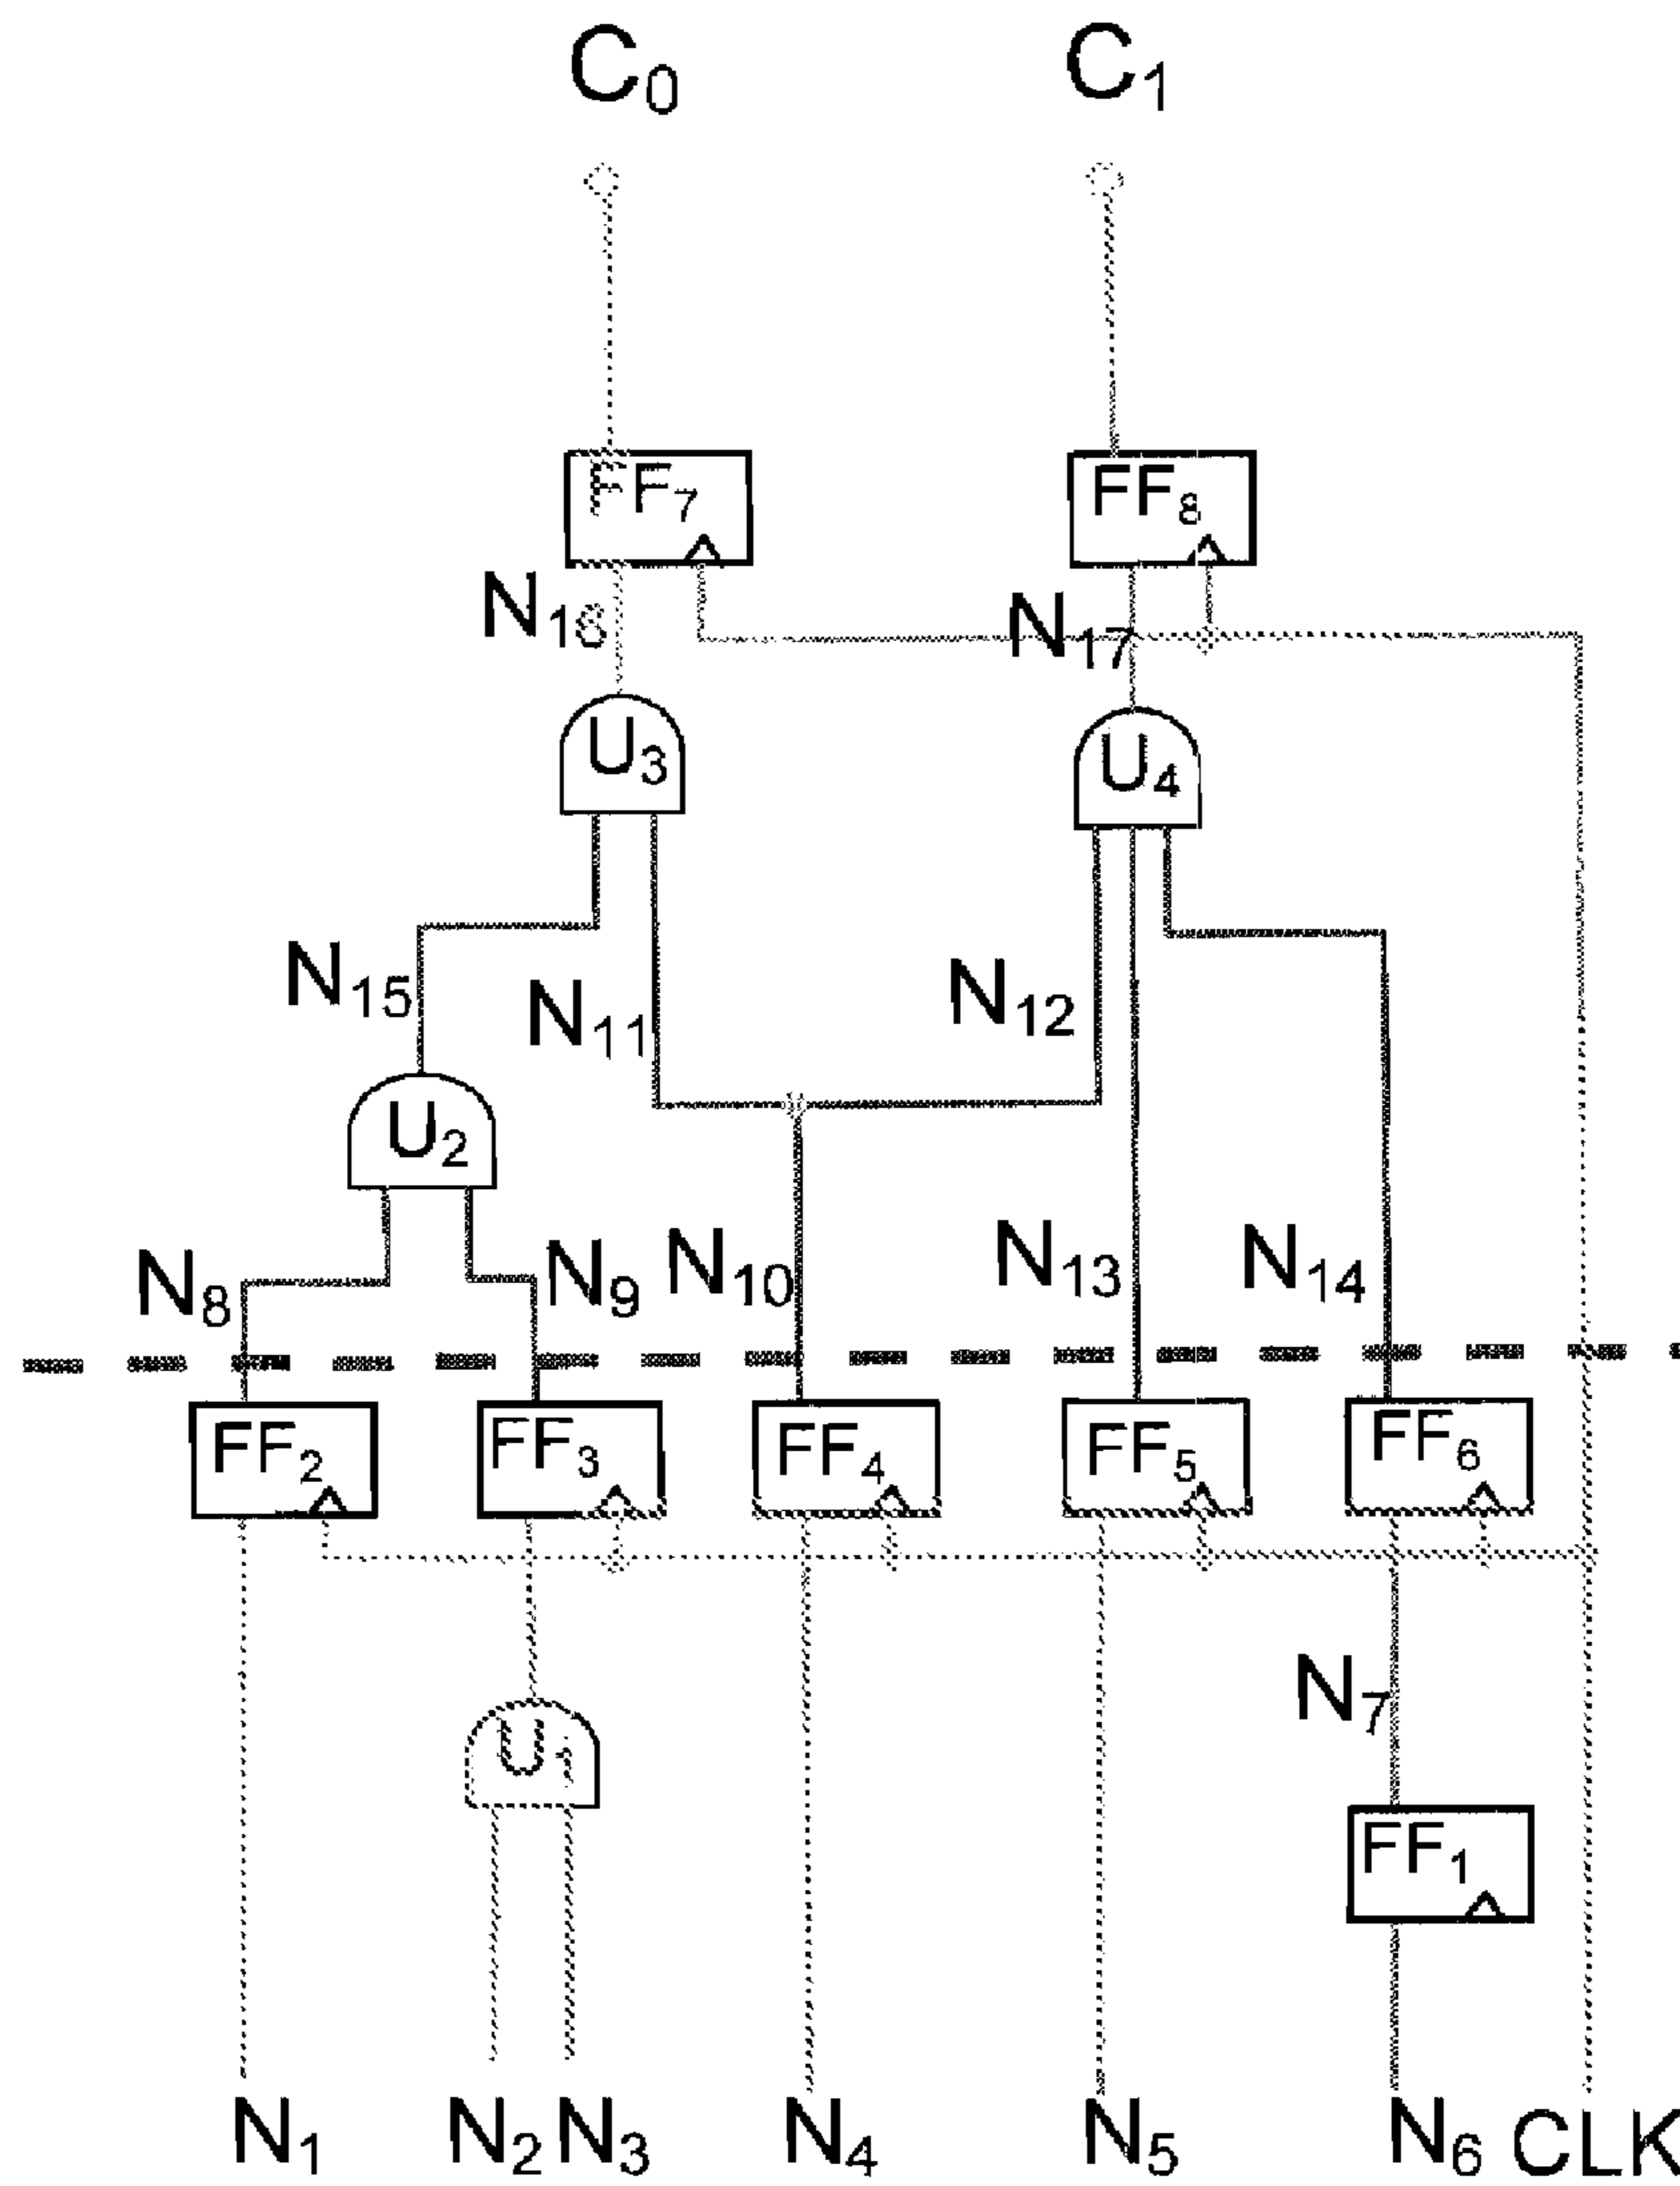 C0 C1
FF7 FF8
N18 N17
U3 U4
N15 N11 N12
U2
N8 N9 N10 N13 N14
FF2 FF3 FF4 FF5 FF6
N7
U1
FF1
N1 N2 N3 N4 N5 N6 CLK